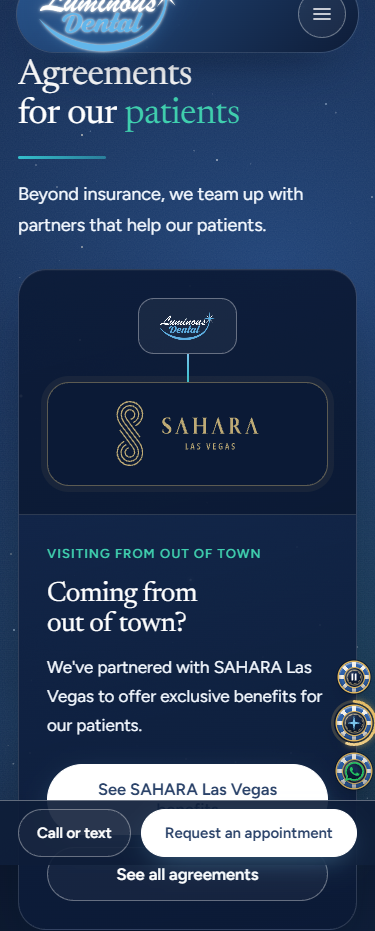 Luminous
Dental
Agreements
for our patients
Beyond insurance, we team up with
partners that help our patients.
Luminous
Dental
SAHARA
LAS VEGAS
VISITING FROM OUT OF TOWN
Coming from
out of town?
We've partnered with SAHARA Las
Vegas to offer exclusive benefits for
our patients.
See SAHARA Las Vegas
Call or text
Request an appointment
See all agreements